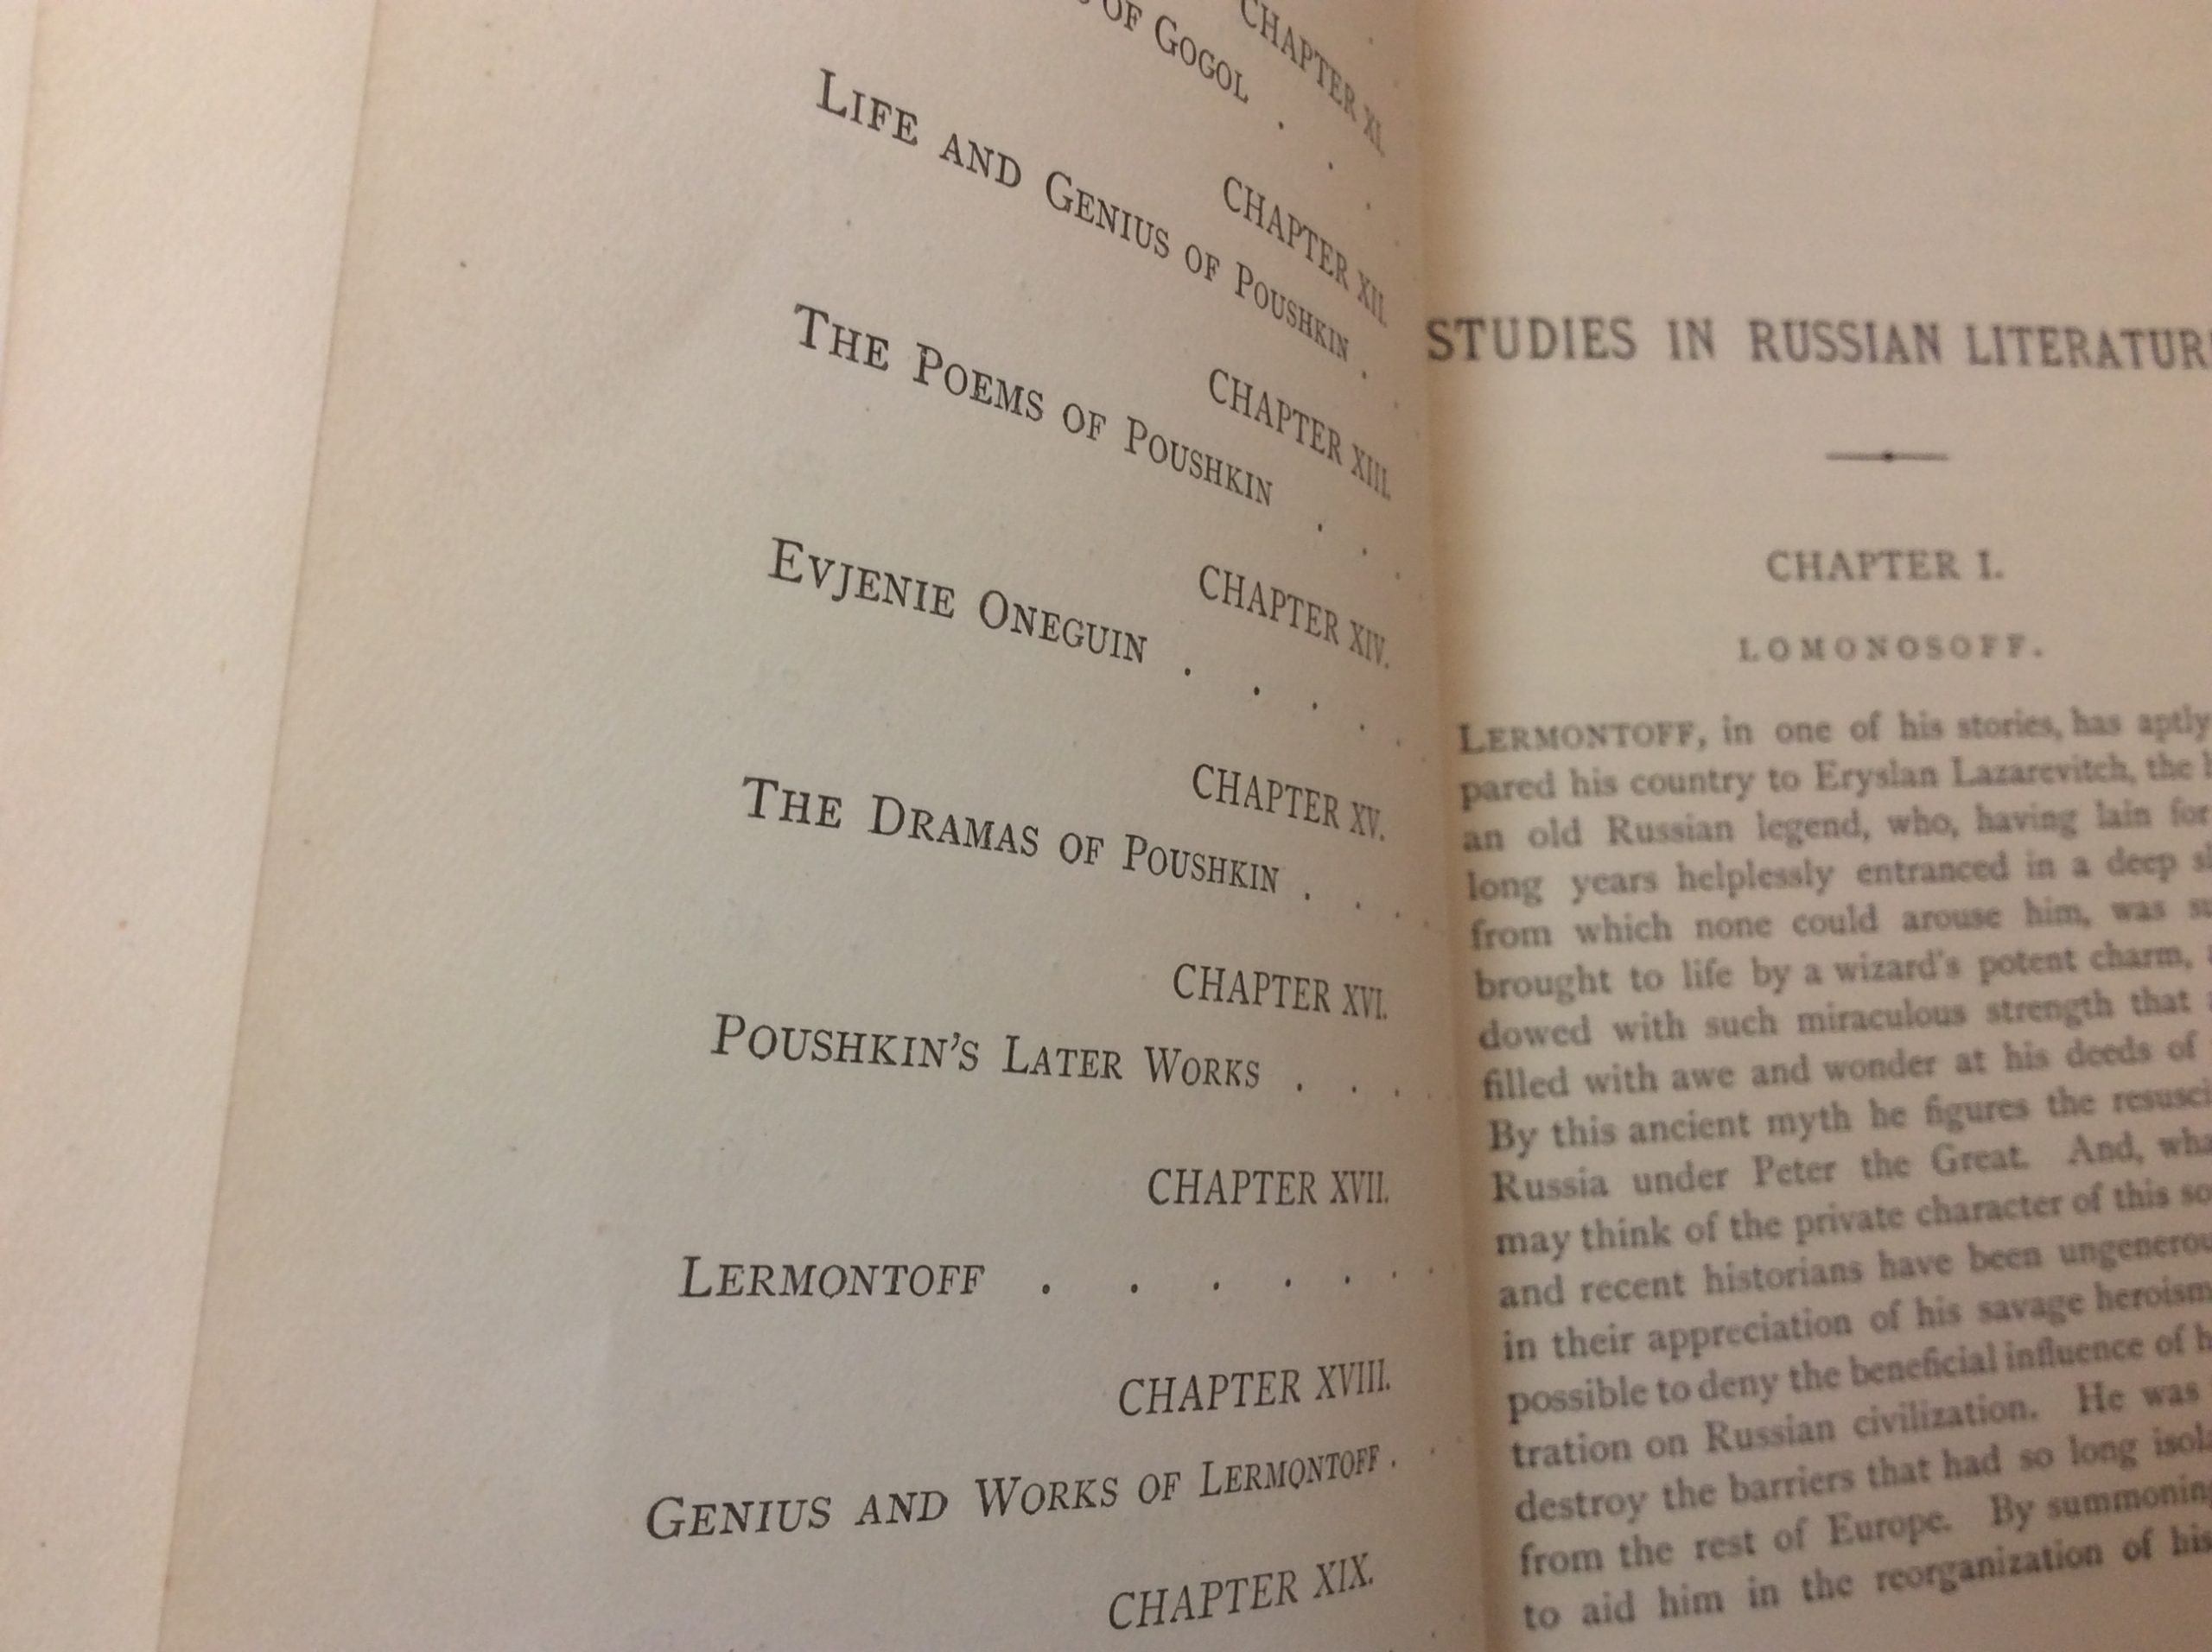 CHAPTER XI.
OF GOGOL . . .
CHAPTER XII.
LIFE AND GENIUS OF POUSHKIN . .
CHAPTER XIII.
THE POEMS OF POUSHKIN . . .
CHAPTER XIV.
EVJENIE ONEGUIN . . . . .
CHAPTER XV.
THE DRAMAS OF POUSHKIN . . . .
CHAPTER XVI.
POUSHKIN'S LATER WORKS . . . .
CHAPTER XVII.
LERMONTOFF . . . . . . .
CHAPTER XVIII.
GENIUS AND WORKS OF LERMONTOFF . .
CHAPTER XIX.
STUDIES IN RUSSIAN LITERATUR
CHAPTER I.
LOMONOSOFF.
LERMONTOFF, in one of his stories, has aptly
pared his country to Eryslan Lazarevitch, the
an old Russian legend, who, having lain for
long years helplessly entranced in a deep
from which none could arouse him, was
brought to life by a wizard's potent charm,
dowed with such miraculous strength that
filled with awe and wonder at his deeds of
By this ancient myth he figures the resusci
Russia under Peter the Great. And, wha
may think of the private character of this so
and recent historians have been ungenerou
in their appreciation of his savage heroism
possible to deny the beneficial influence of h
tration on Russian civilization. He was
destroy the barriers that had so long isola
from the rest of Europe. By summoning
to aid him in the reorganization of his